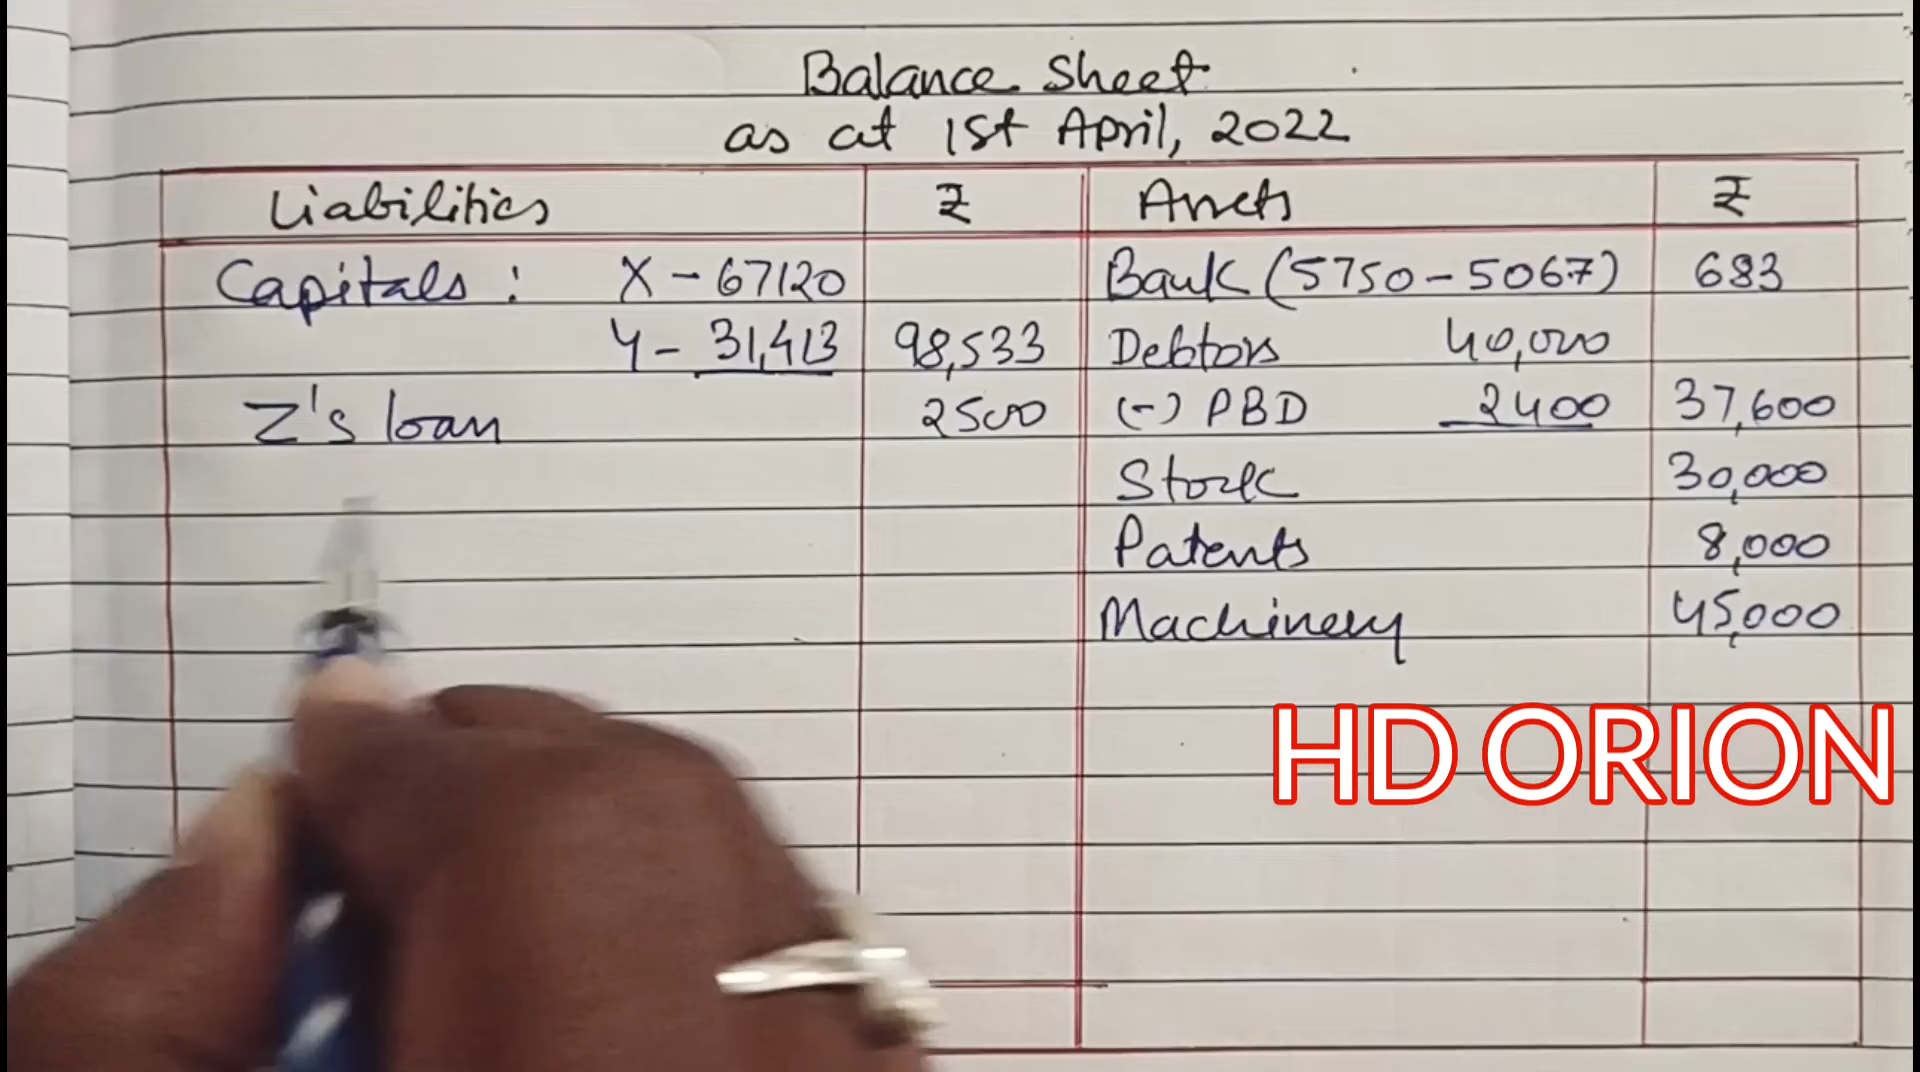 Balance Sheet
as at 1st April, 2022
Liabilities ₹ Assets ₹
Capitals : X - 67120 Bank (5750 - 5067) 683
Y - 31,413 98,533 Debtors 40,000
Z's loan 2500 (-) PBD 2400 37,600
Stock 30,000
Patents 8,000
Machinery 45,000
HD ORION